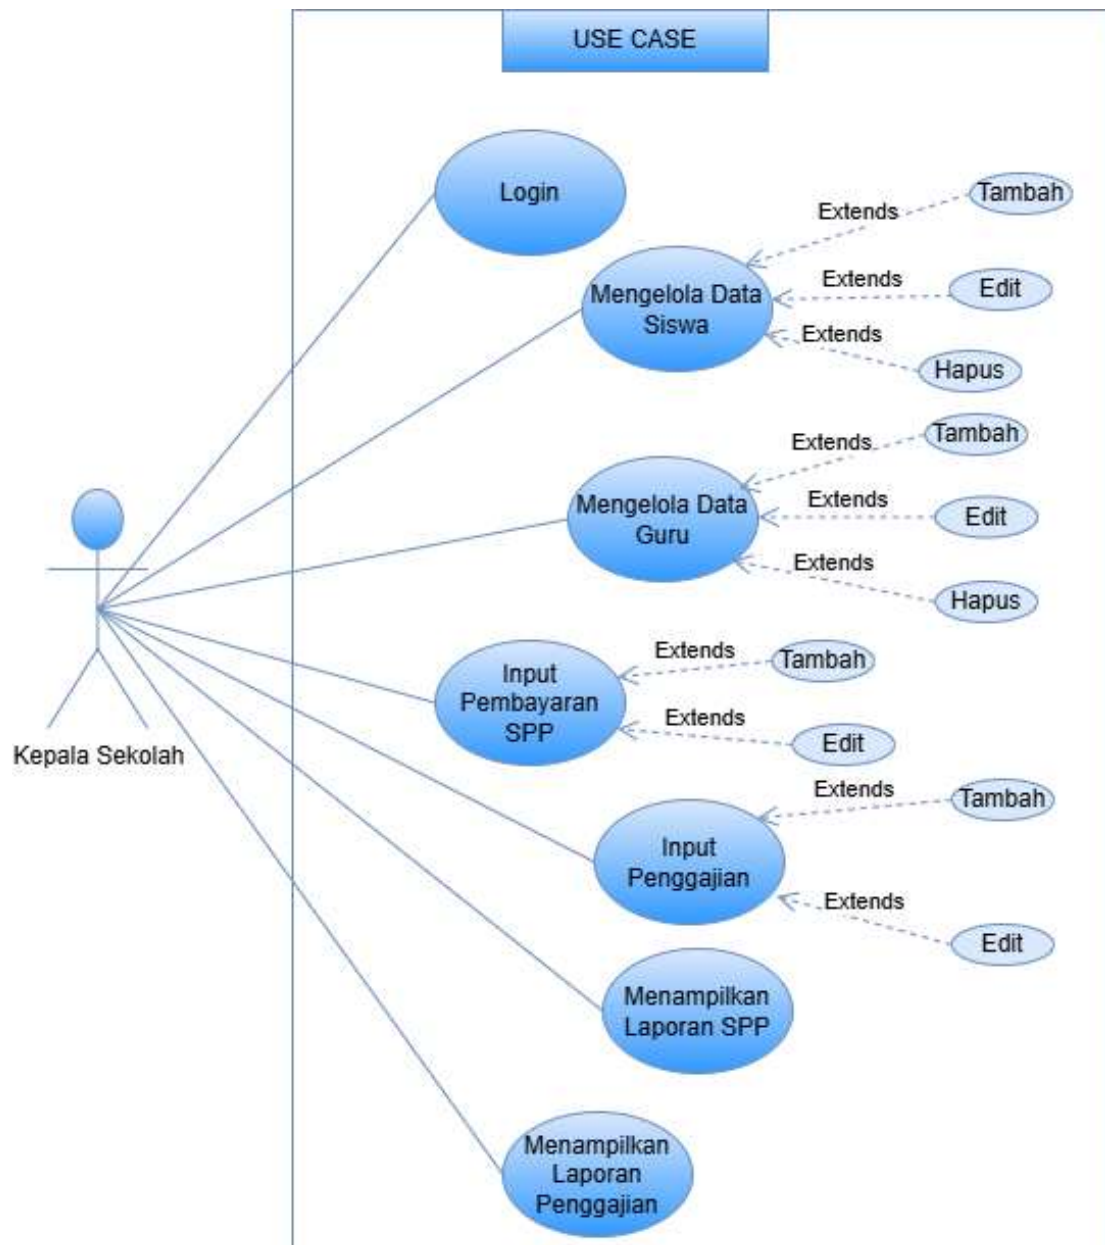 USE CASE
Login
Tambah
Extends
Mengelola Data
Siswa
Extends
Edit
Extends
Hapus
Tambah
Extends
Mengelola Data
Guru
Extends
Edit
Extends
Hapus
Kepala Sekolah
Input
Pembayaran
SPP
Extends
Tambah
Extends
Edit
Input
Penggajian
Extends
Tambah
Extends
Edit
Menampilkan
Laporan SPP
Menampilkan
Laporan
Penggajian